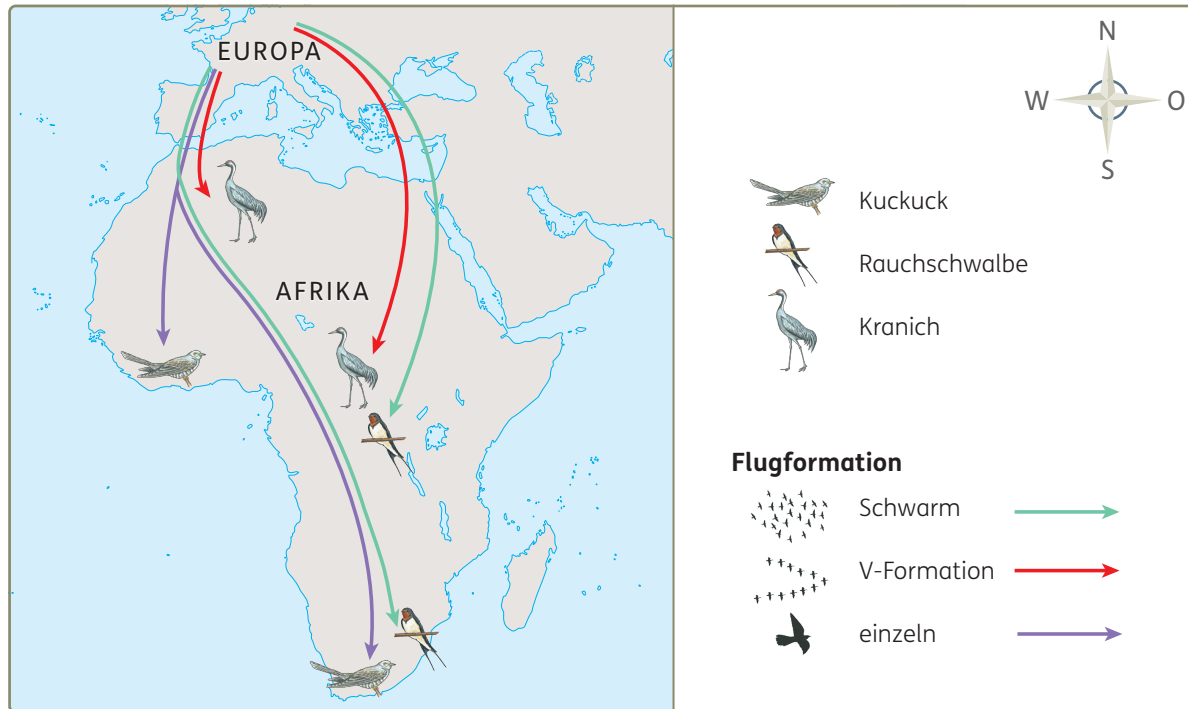 EUROPA
AFRIKA
N
W
O
S
Kuckuck
Rauchschwalbe
Kranich
Flugformation
Schwarm
V-Formation
einzeln